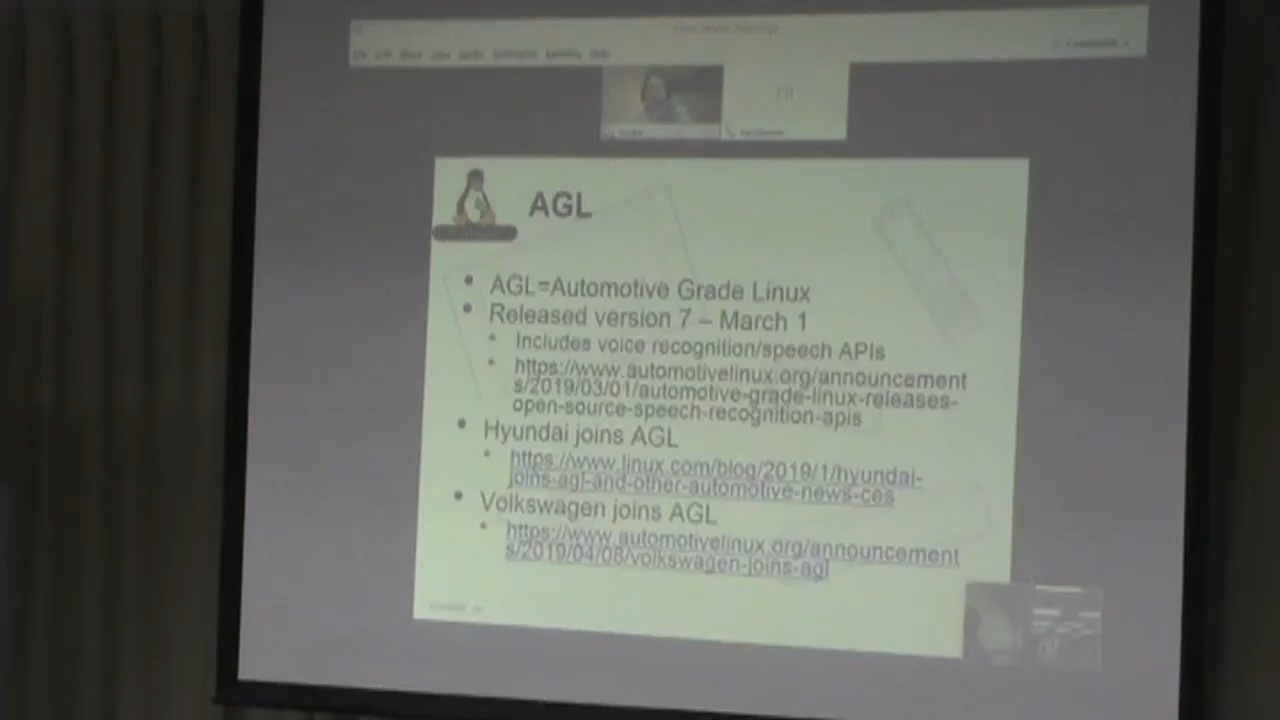 AGL
AGL=Automotive Grade Linux
Released version 7 – March 1
Includes voice recognition/speech APIs
https://www.automotivelinux.org/announcement
s/2019/03/01/automotive-grade-linux-releases-
open-source-speech-recognition-apis
Hyundai joins AGL
https://www.linux.com/blog/2019/1/hyundai-
joins-agl-and-other-automotive-news-ces
Volkswagen joins AGL
https://www.automotivelinux.org/announcement
s/2019/04/08/volkswagen-joins-agl